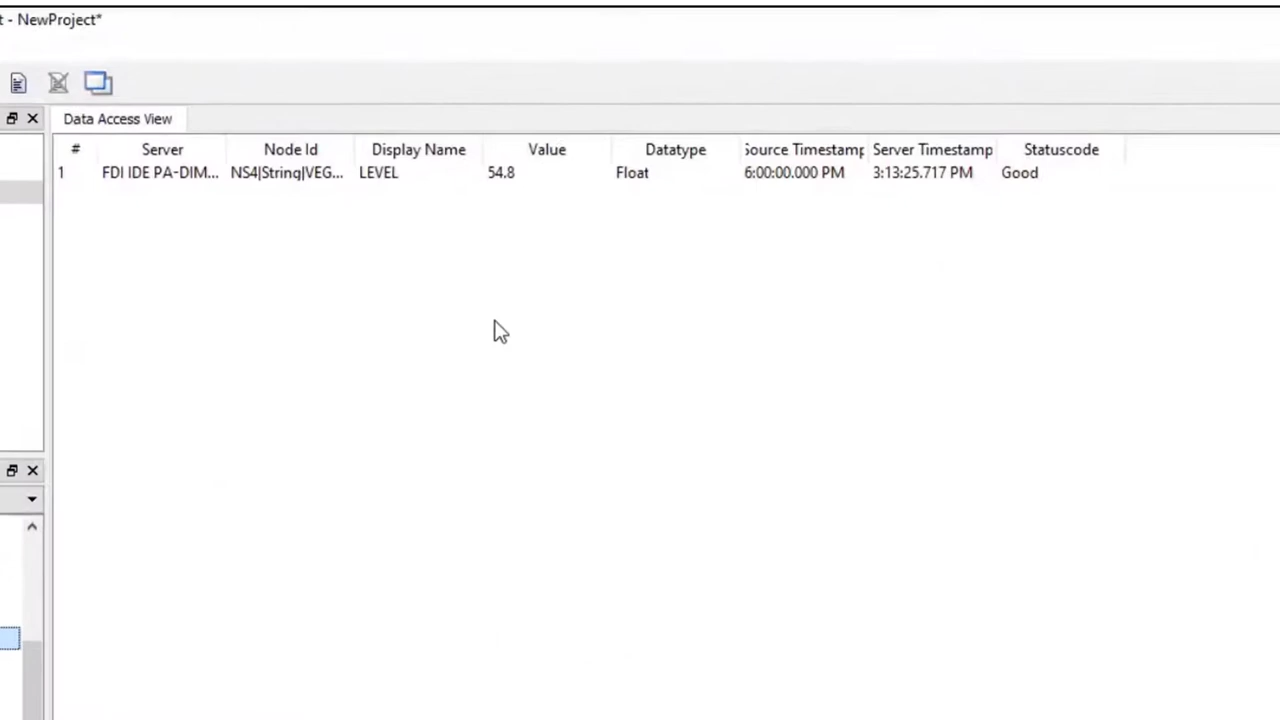 t - NewProject*
Data Access View
# Server Node Id Display Name Value Datatype Source Timestamp Server Timestamp Statuscode
1 FDI IDE PA-DIM... NS4|String|VEG... LEVEL 54.8 Float 6:00:00.000 PM 3:13:25.717 PM Good